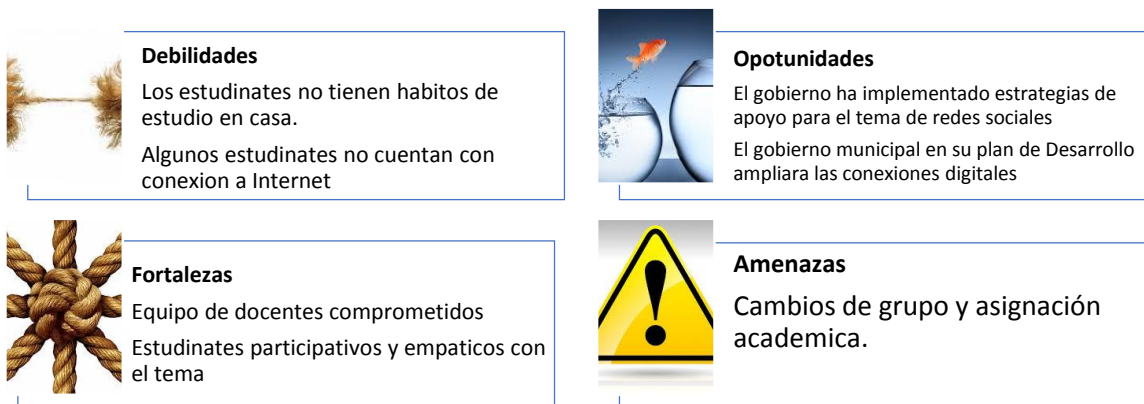 Debilidades
Los estudinates no tienen habitos de
estudio en casa.
Algunos estudinates no cuentan con
conexion a Internet
Opotunidades
El gobierno ha implementado estrategias de
apoyo para el tema de redes sociales
El gobierno municipal en su plan de Desarrollo
ampliara las conexiones digitales
Fortalezas
Equipo de docentes comprometidos
Estudinates participativos y empaticos con
el tema
Amenazas
Cambios de grupo y asignación
academica.